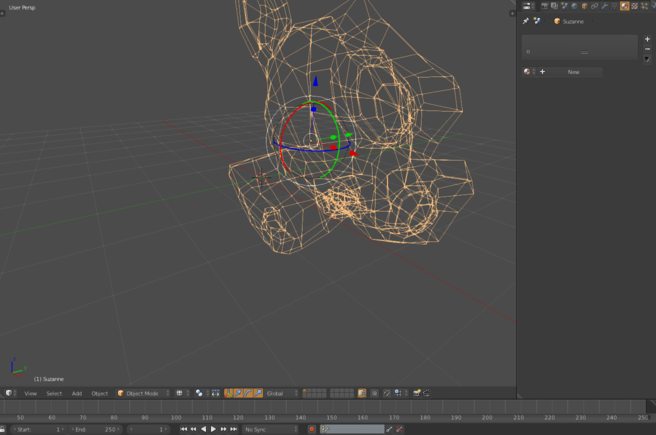 User Persp
Suzanne
New
(1) Suzanne
View Select Add Object Object Mode Global
50 60 70 80 90 100 110 120 130 140 150 160 170 180 190 200 210 220 230 240 250
Start: 1 End: 250 1 No Sync